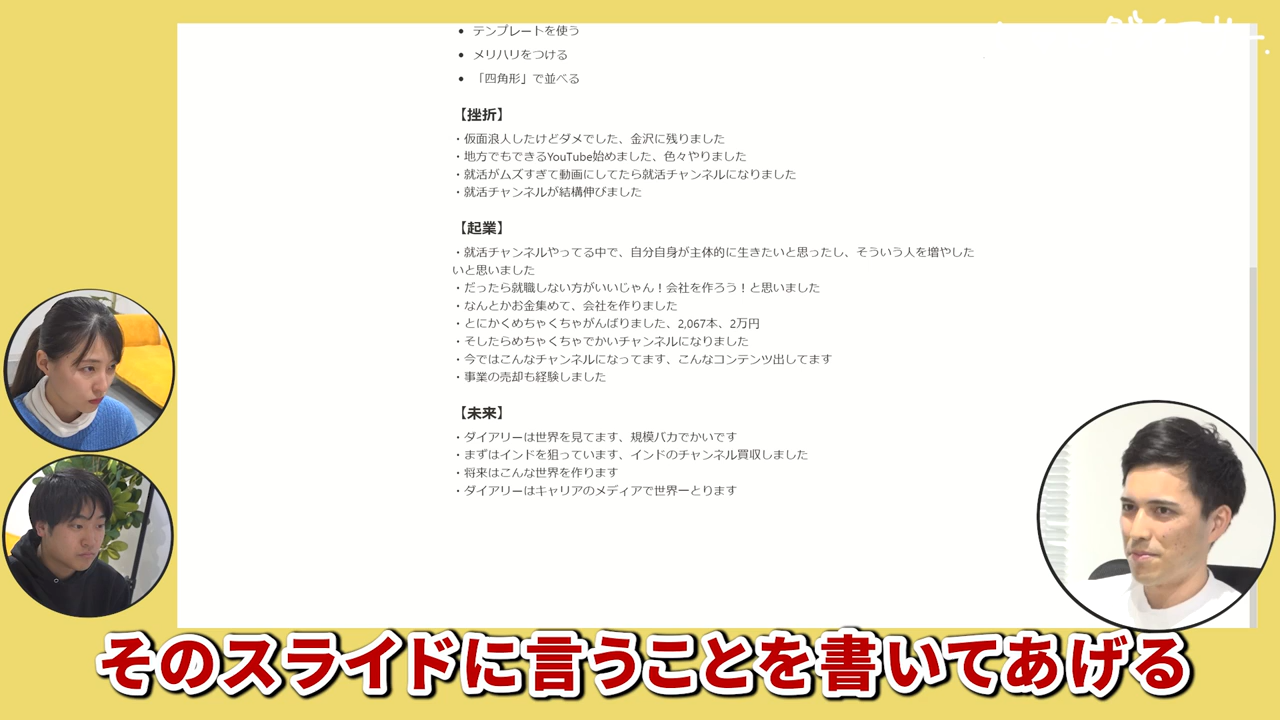 • テンプレートを使う
• メリハリをつける
• 「四角形」で並べる
【挫折】
・仮面浪人したけどダメでした、金沢に残りました
・地方でもできるYouTube始めました、色々やりました
・就活がムズすぎて動画にしてたら就活チャンネルになりました
・就活チャンネルが結構伸びました
【起業】
・就活チャンネルやってる中で、自分自身が主体的に生きたいと思ったし、そういう人を増やした
いと思いました
・だったら就職しない方がいいじゃん！会社を作ろう！と思いました
・なんとかお金集めて、会社を作りました
・とにかくめちゃくちゃがんばりました、2,067本、2万円
・そしたらめちゃくちゃでかいチャンネルになりました
・今ではこんなチャンネルになってます、こんなコンテンツ出してます
・事業の売却も経験しました
【未来】
・ダイアリーは世界を見てます、規模バカでかいです
・まずはインドを狙っています、インドのチャンネル買収しました
・将来はこんな世界を作ります
・ダイアリーはキャリアのメディアで世界一とります
そのスライドに言うことを書いてあげる